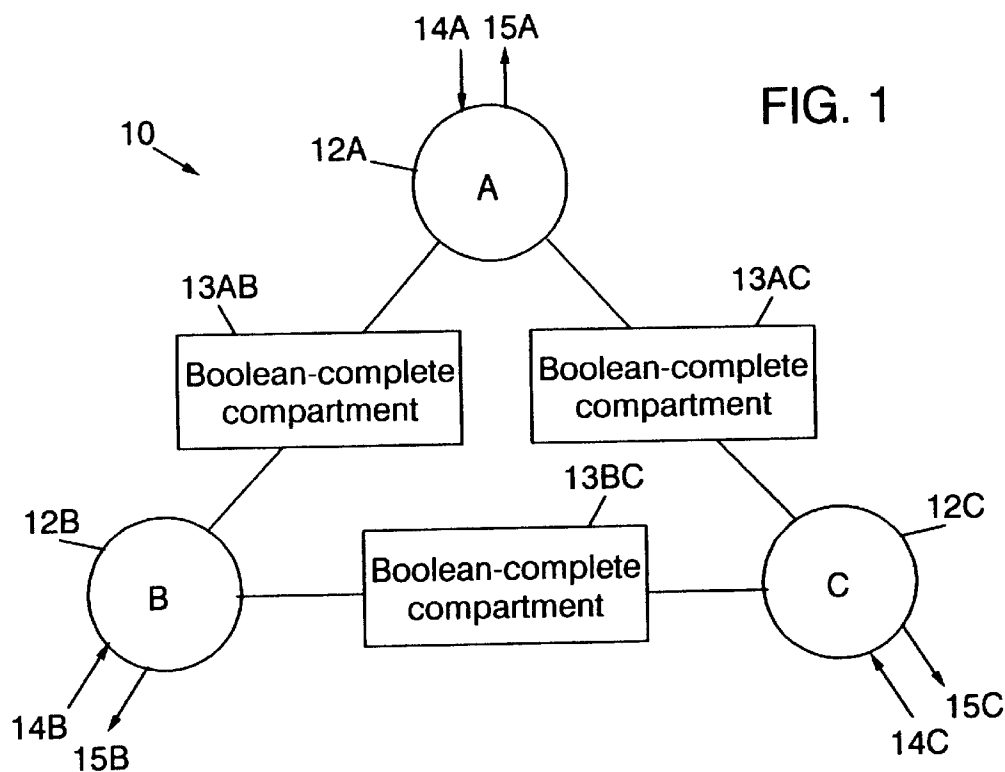 14A 15A
FIG. 1
10
12A
A
13AB
13AC
Boolean-complete
compartment
Boolean-complete
compartment
13BC
12B
12C
Boolean-complete
compartment
B
C
14B
15B
15C
14C